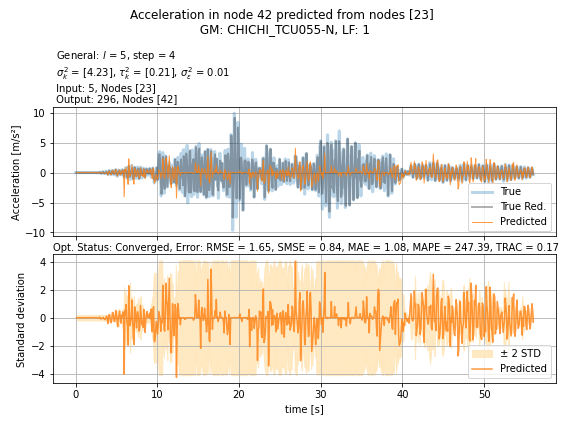 Acceleration in node 42 predicted from nodes [23]
GM: CHICHI_TCU055-N, LF: 1
General: l = 5, step = 4
σ²ₖ = [4.23], τ²ₖ = [0.21], σ²ε = 0.01
Input: 5, Nodes [23]
Output: 296, Nodes [42]
Acceleration [m/s²]
10
5
0
−5
−10
True
True Red.
Predicted
Opt. Status: Converged, Error: RMSE = 1.65, SMSE = 0.84, MAE = 1.08, MAPE = 247.39, TRAC = 0.17
Standard deviation
4
2
0
−2
−4
± 2 STD
Predicted
0 10 20 30 40 50
time [s]